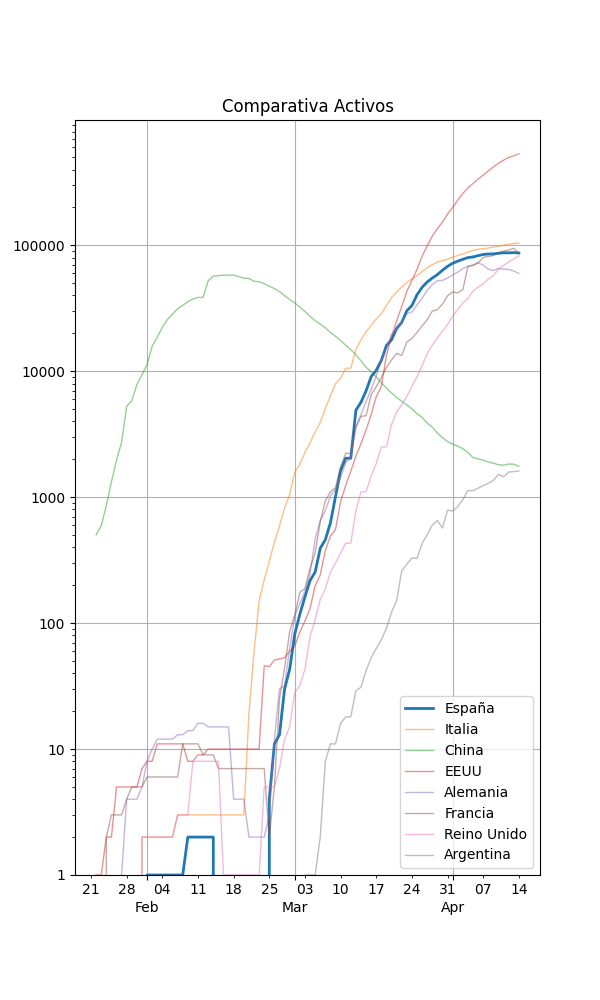 Comparativa Activos
100000
10000
1000
100
10
1
España
Italia
China
EEUU
Alemania
Francia
Reino Unido
Argentina
21 28 04 11 18 25 03 10 17 24 31 07 14
Feb Mar Apr